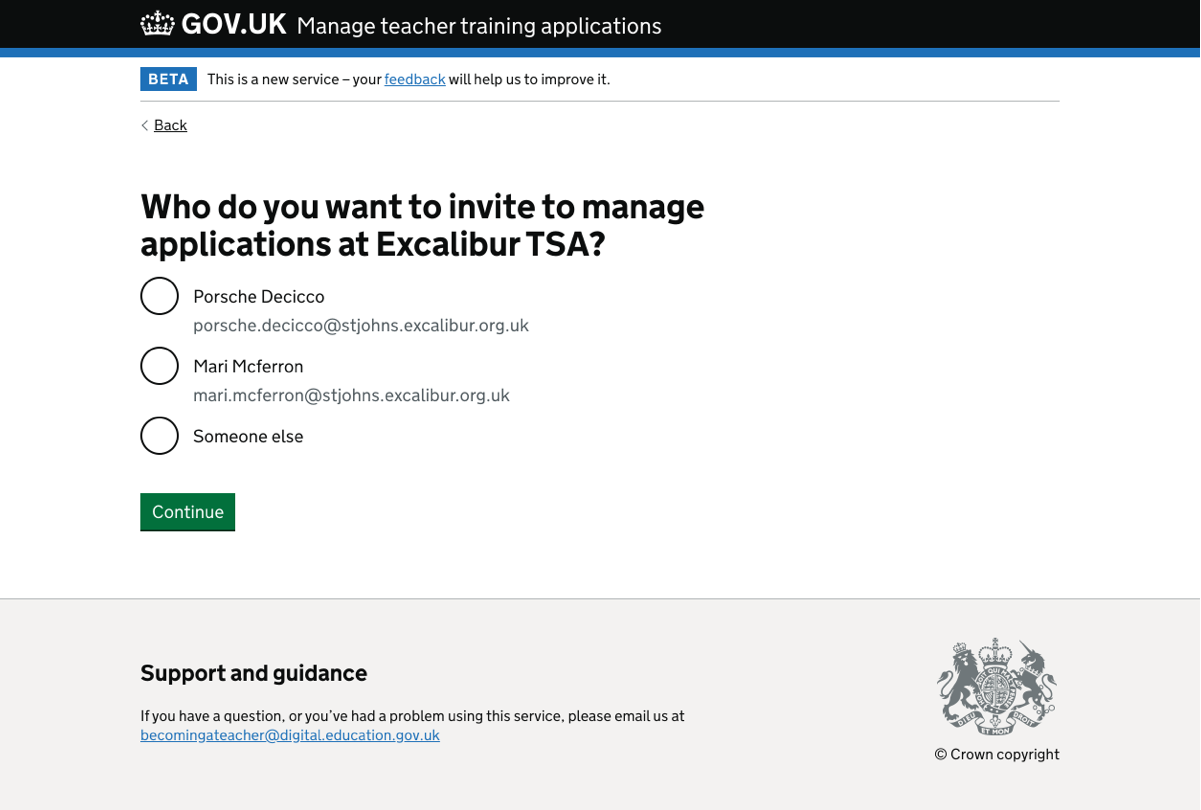 GOV.UK Manage teacher training applications
BETA This is a new service – your feedback will help us to improve it.
Back
Who do you want to invite to manage
applications at Excalibur TSA?
Porsche Decicco
porsche.decicco@stjohns.excalibur.org.uk
Mari Mcferron
mari.mcferron@stjohns.excalibur.org.uk
Someone else
Continue
Support and guidance
If you have a question, or you’ve had a problem using this service, please email us at
becomingateacher@digital.education.gov.uk
DIEU ET MON DROIT
© Crown copyright